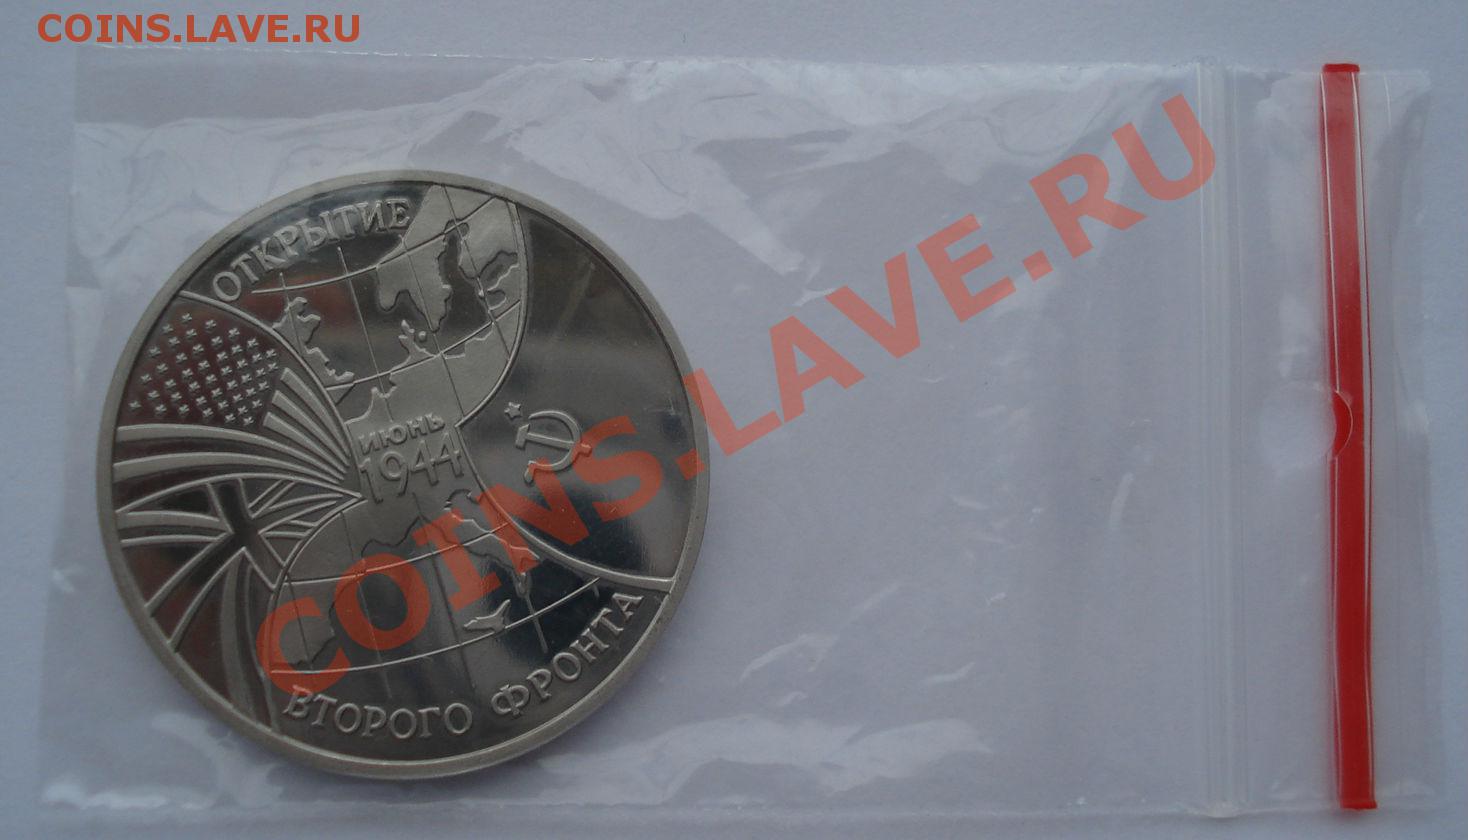 COINS.LAVE.RU
COINS.LAVE.RU
ОТКРЫТИЕ
ИЮНЬ
1944
ВТОРОГО ФРОНТА